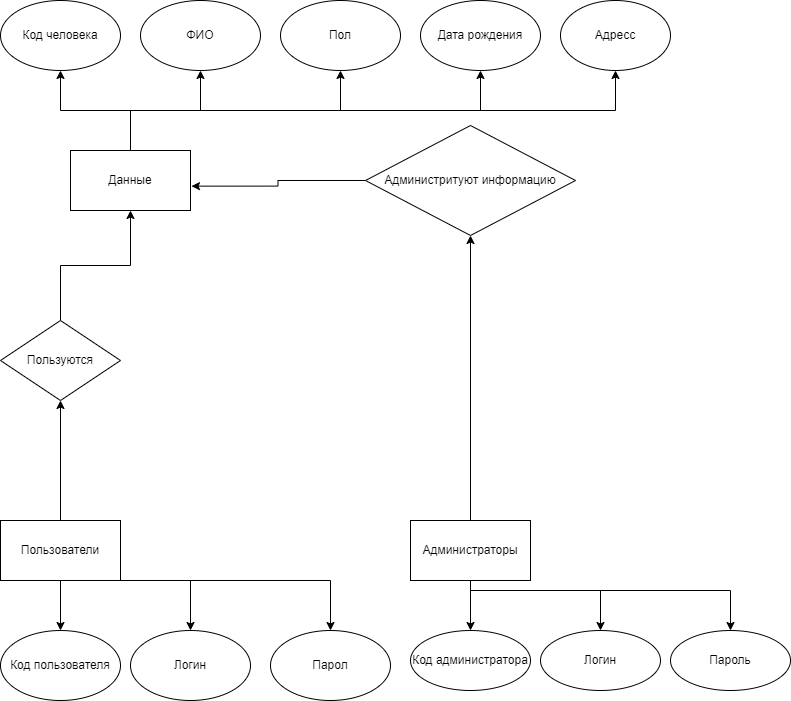 Код человека
ФИО
Пол
Дата рождения
Адресс
Данные
Администритуют информацию
Пользуются
Пользователи
Администраторы
Код пользователя
Логин
Парол
Код администратора
Логин
Пароль